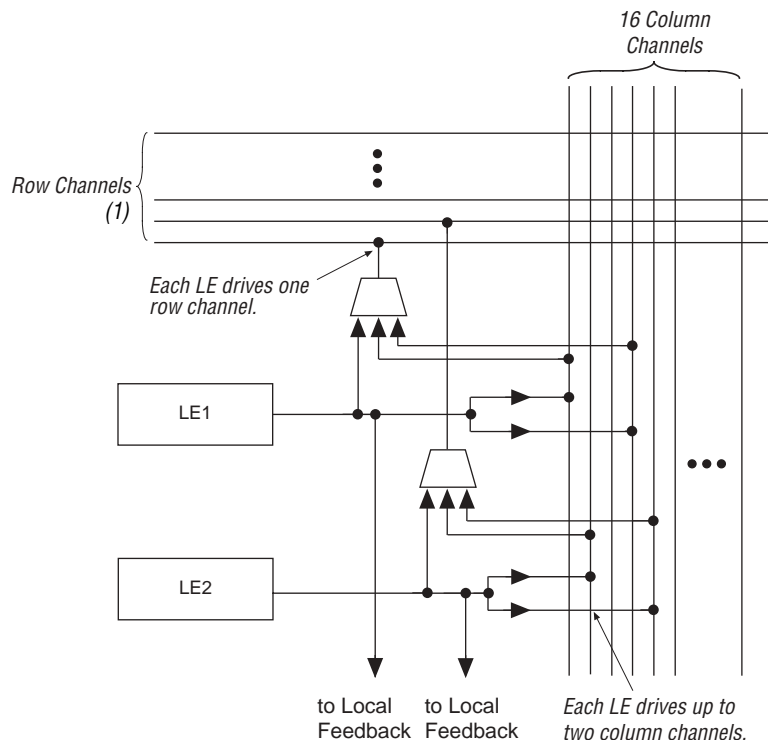 16 Column
Channels
Row Channels
(1)
Each LE drives one
row channel.
LE1
LE2
to Local
Feedback
to Local
Feedback
Each LE drives up to
two column channels.